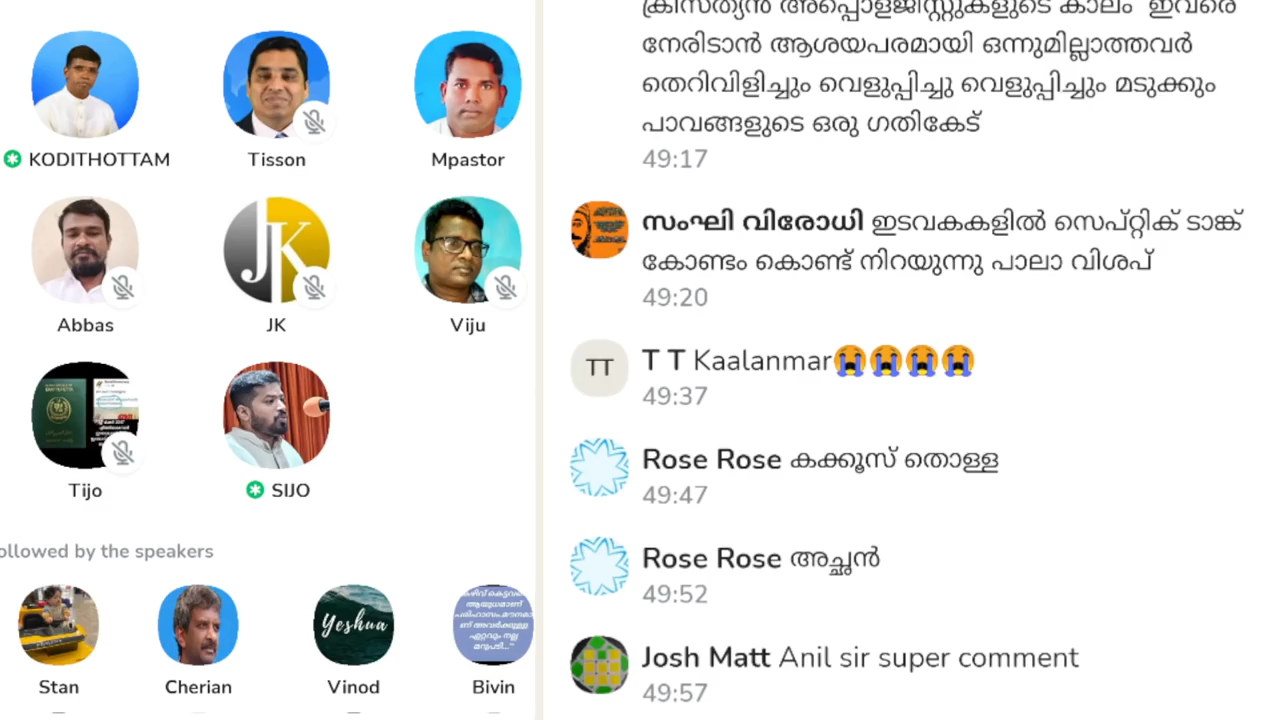 KODITHOTTAM
Tisson
Mpastor
Abbas
JK
JK
Viju
Tijo
SIJO
ollowed by the speakers
Yeshua
Stan
Cherian
Vinod
Bivin
ക്രിസ്ത്യൻ അപ്പൊളജിസ്റ്റുകളുടെ കാലം ഇവരെ
നേരിടാൻ ആശയപരമായി ഒന്നുമില്ലാത്തവർ
തെറിവിളിച്ചും വെളുപ്പിച്ചു വെളുപ്പിച്ചും മടുക്കും
പാവങ്ങളുടെ ഒരു ഗതികേട്
49:17
സംഘി വിരോധി ഇടവകകളിൽ സെപ്റ്റിക് ടാങ്ക്
കോണ്ടം കൊണ്ട് നിറയുന്നു പാലാ വിശപ്
49:20
TT
T T Kaalanmar😭😭😭😭
49:37
Rose Rose കക്കൂസ് തൊള്ള
49:47
Rose Rose അച്ഛൻ
49:52
Josh Matt Anil sir super comment
49:57